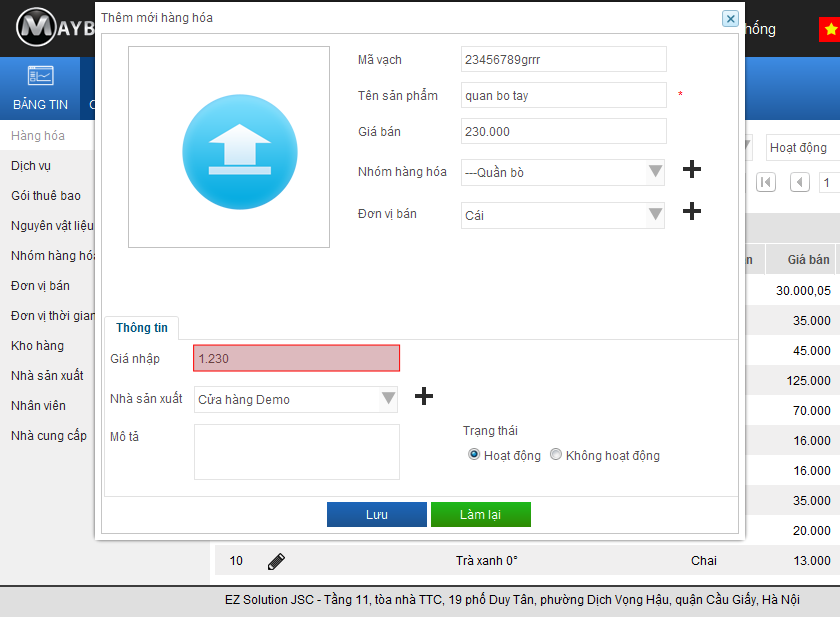 MAYB
hống
BẢNG TIN
Thêm mới hàng hóa
Mã vạch 23456789grrr
Tên sản phẩm quan bo tay *
Giá bán 230.000
Nhóm hàng hóa ---Quần bò
Đơn vị bán Cái
Thông tin
Giá nhập 1.230
Nhà sản xuất Cửa hàng Demo
Mô tả
Trạng thái
Hoạt động Không hoạt động
Lưu Làm lại
Hàng hóa
Dịch vụ
Gói thuê bao
Nguyên vật liệu
Nhóm hàng hóa
Đơn vị bán
Đơn vị thời gian
Kho hàng
Nhà sản xuất
Nhân viên
Nhà cung cấp
Hoạt động
1
n Giá bán
30.000,05
35.000
45.000
125.000
70.000
16.000
16.000
35.000
20.000
10 Trà xanh 0° Chai 13.000
EZ Solution JSC - Tầng 11, tòa nhà TTC, 19 phố Duy Tân, phường Dịch Vọng Hậu, quận Cầu Giấy, Hà Nội